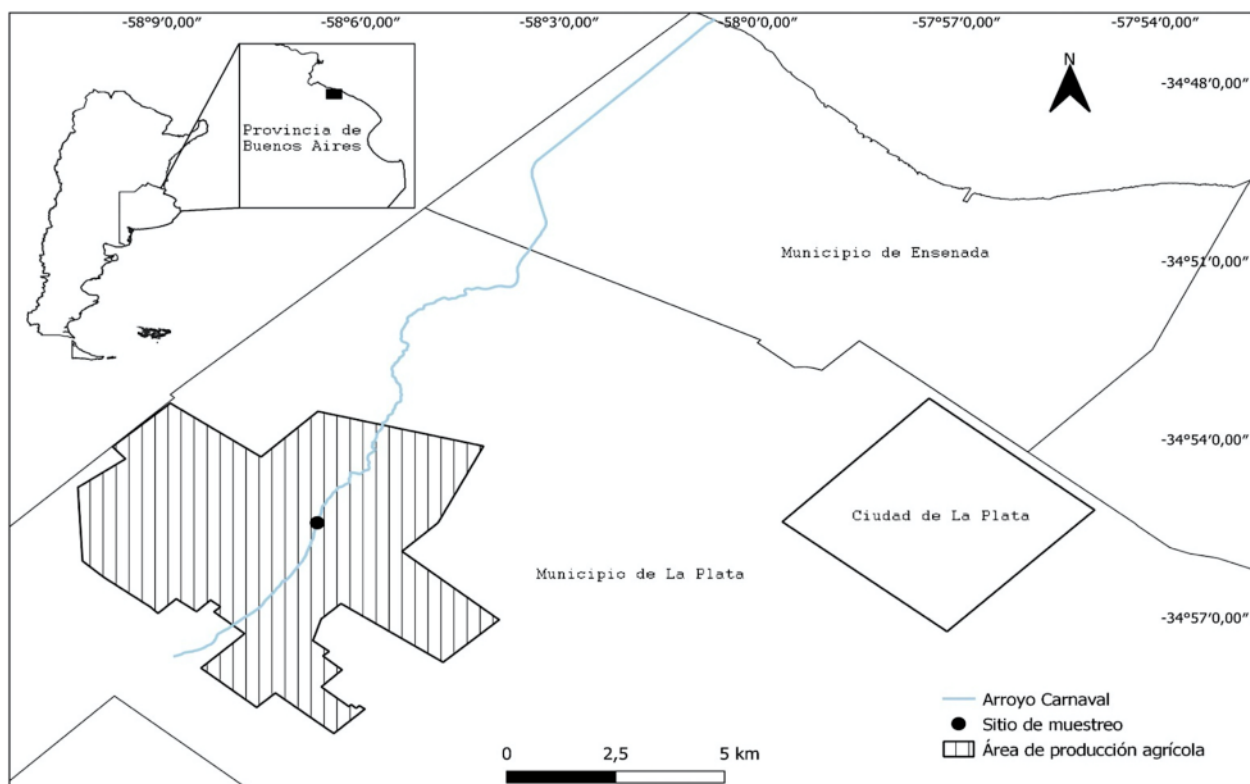 -58°9′0,00″ -58°6′0,00″ -58°3′0,00″ -58°0′0,00″ -57°57′0,00″ -57°54′0,00″
N
-34°48′0,00″
Provincia de
Buenos Aires
Municipio de Ensenada
-34°51′0,00″
-34°54′0,00″
Ciudad de La Plata
Municipio de La Plata
-34°57′0,00″
Arroyo Carnaval
Sitio de muestreo
Área de producción agrícola
0 2,5 5 km